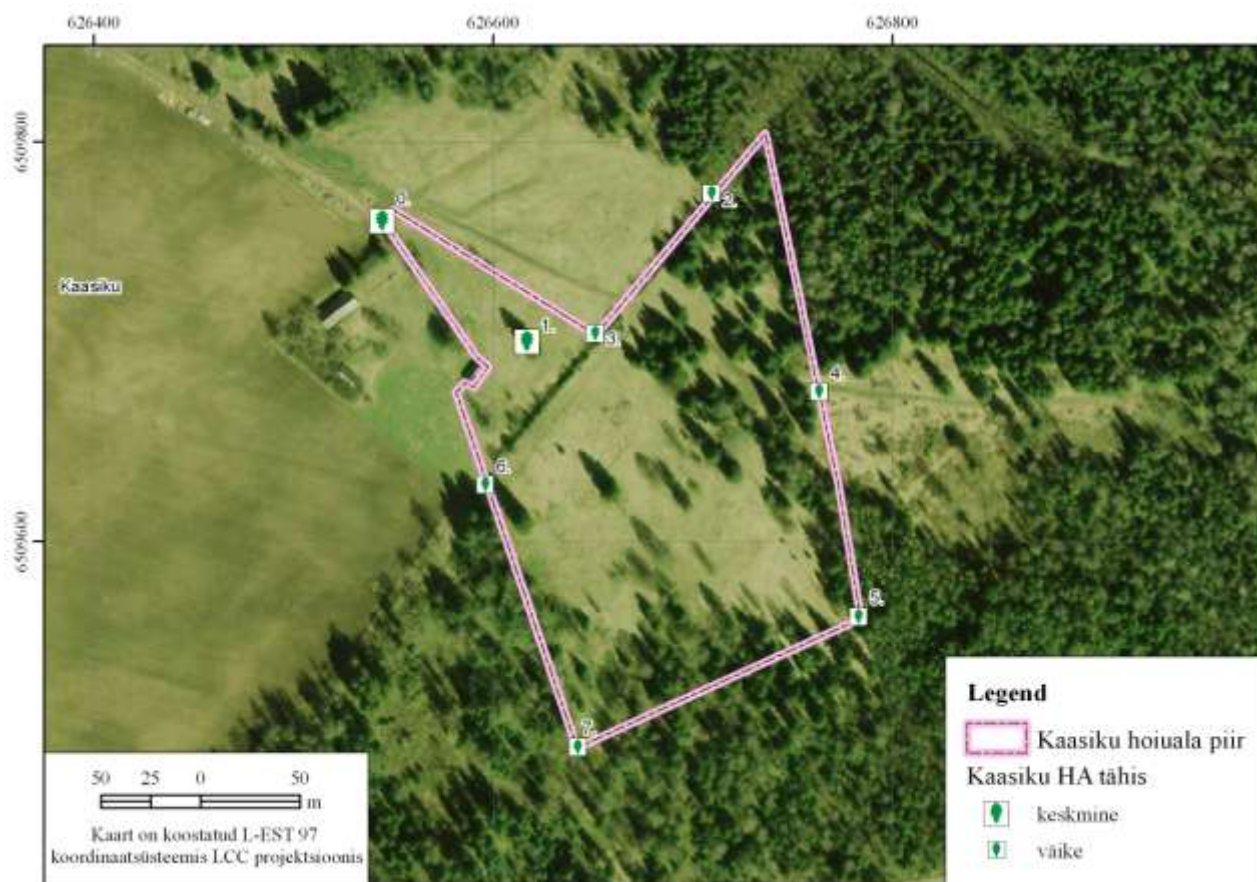 626400 626600 626800
6509800
6509600
Kaasiku
2.
1.
3.
4.
6.
5.
7.
50 25 0 50
m
Kaart on koostatud L-EST 97
koordinaatsüsteemis LCC projektsioonis
Legend
Kaasiku hoiuala piir
Kaasiku HA tähis
keskmine
väike